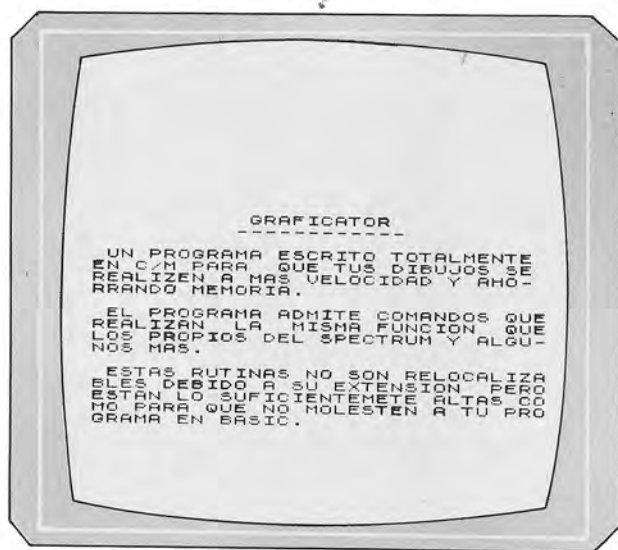 GRAFICATOR
-------------
UN PROGRAMA ESCRITO TOTALMENTE
EN C/M PARA QUE TUS DIBUJOS SE
REALIZEN A MAS VELOCIDAD Y AHO-
RRANDO MEMORIA.
EL PROGRAMA ADMITE COMANDOS QUE
REALIZAN LA MISMA FUNCION QUE
LOS PROPIOS DEL SPECTRUM Y ALGU-
NOS MAS.
ESTAS RUTINAS NO SON RELOCALIZA
BLES DEBIDO A SU EXTENSION PERO
ESTAN LO SUFICIENTEMETE ALTAS CO
MO PARA QUE NO MOLESTEN A TU PRO
GRAMA EN BASIC.